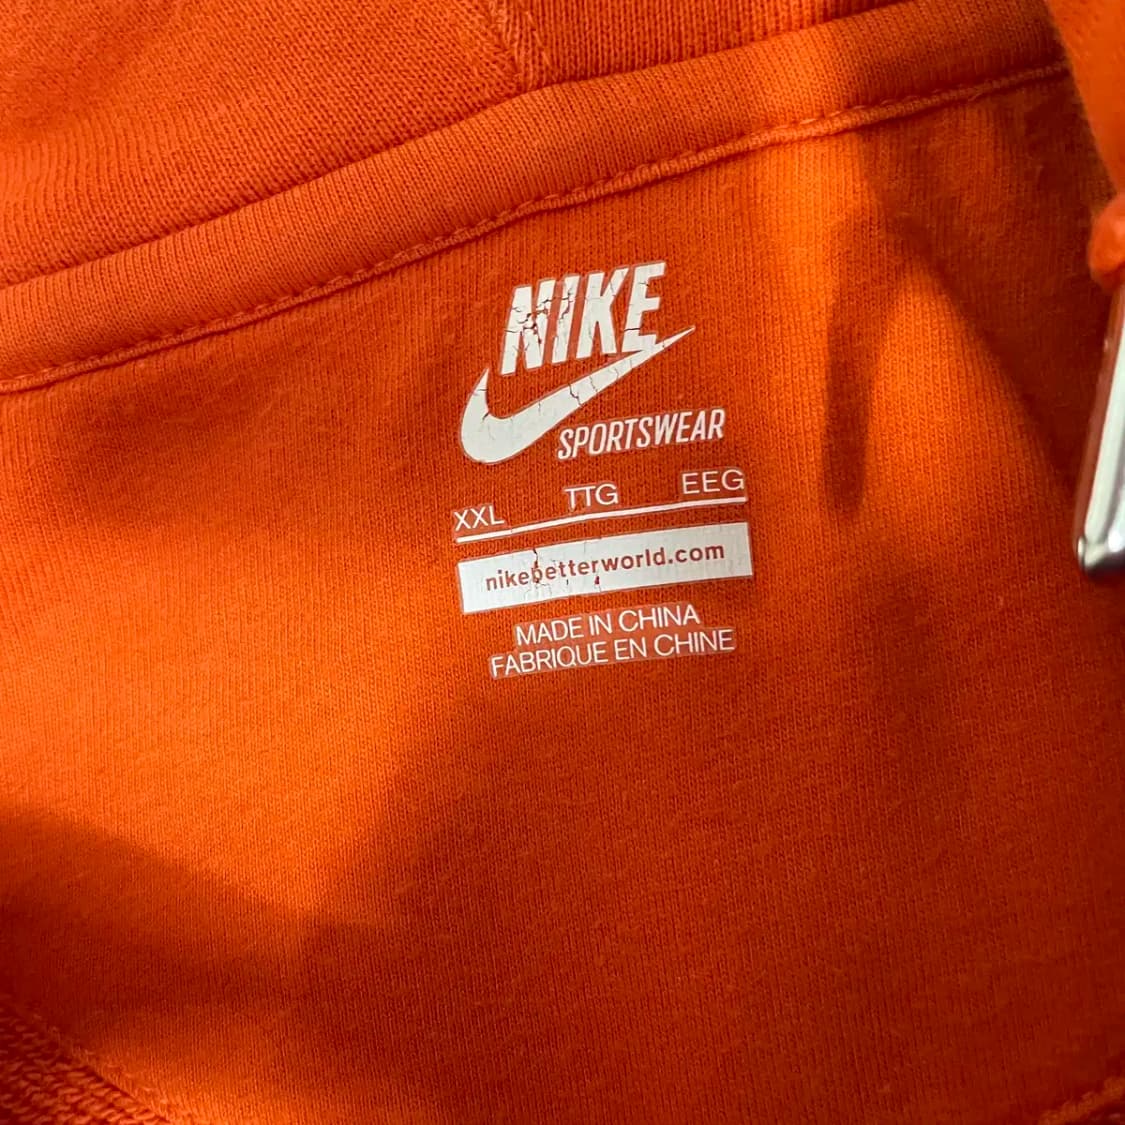 NIKE
SPORTSWEAR
XXL TTG EEG
nikebetterworld.com
MADE IN CHINA
FABRIQUE EN CHINE